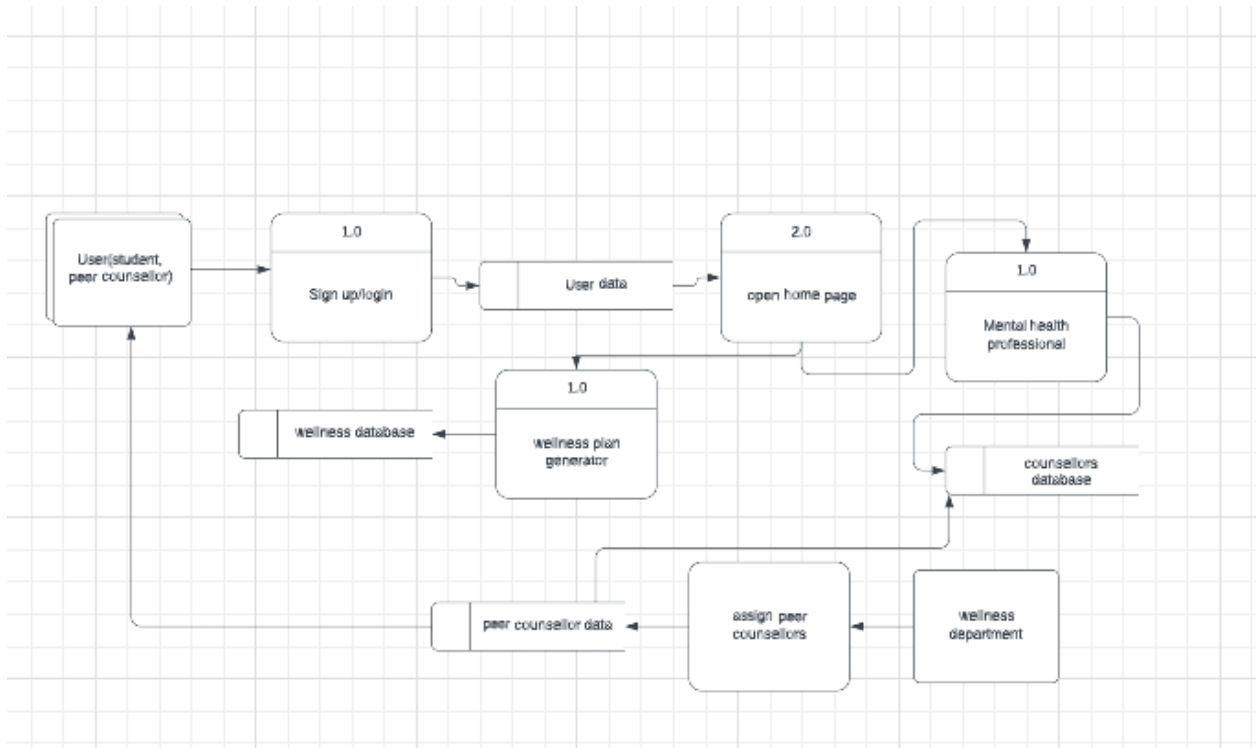 User(student,
peer counsellor)
1.0
Sign up/login
User data
2.0
open home page
1.0
Mental health
professional
1.0
wellness plan
generator
wellness database
counsellors
database
peer counsellor data
assign peer
counsellors
wellness
department